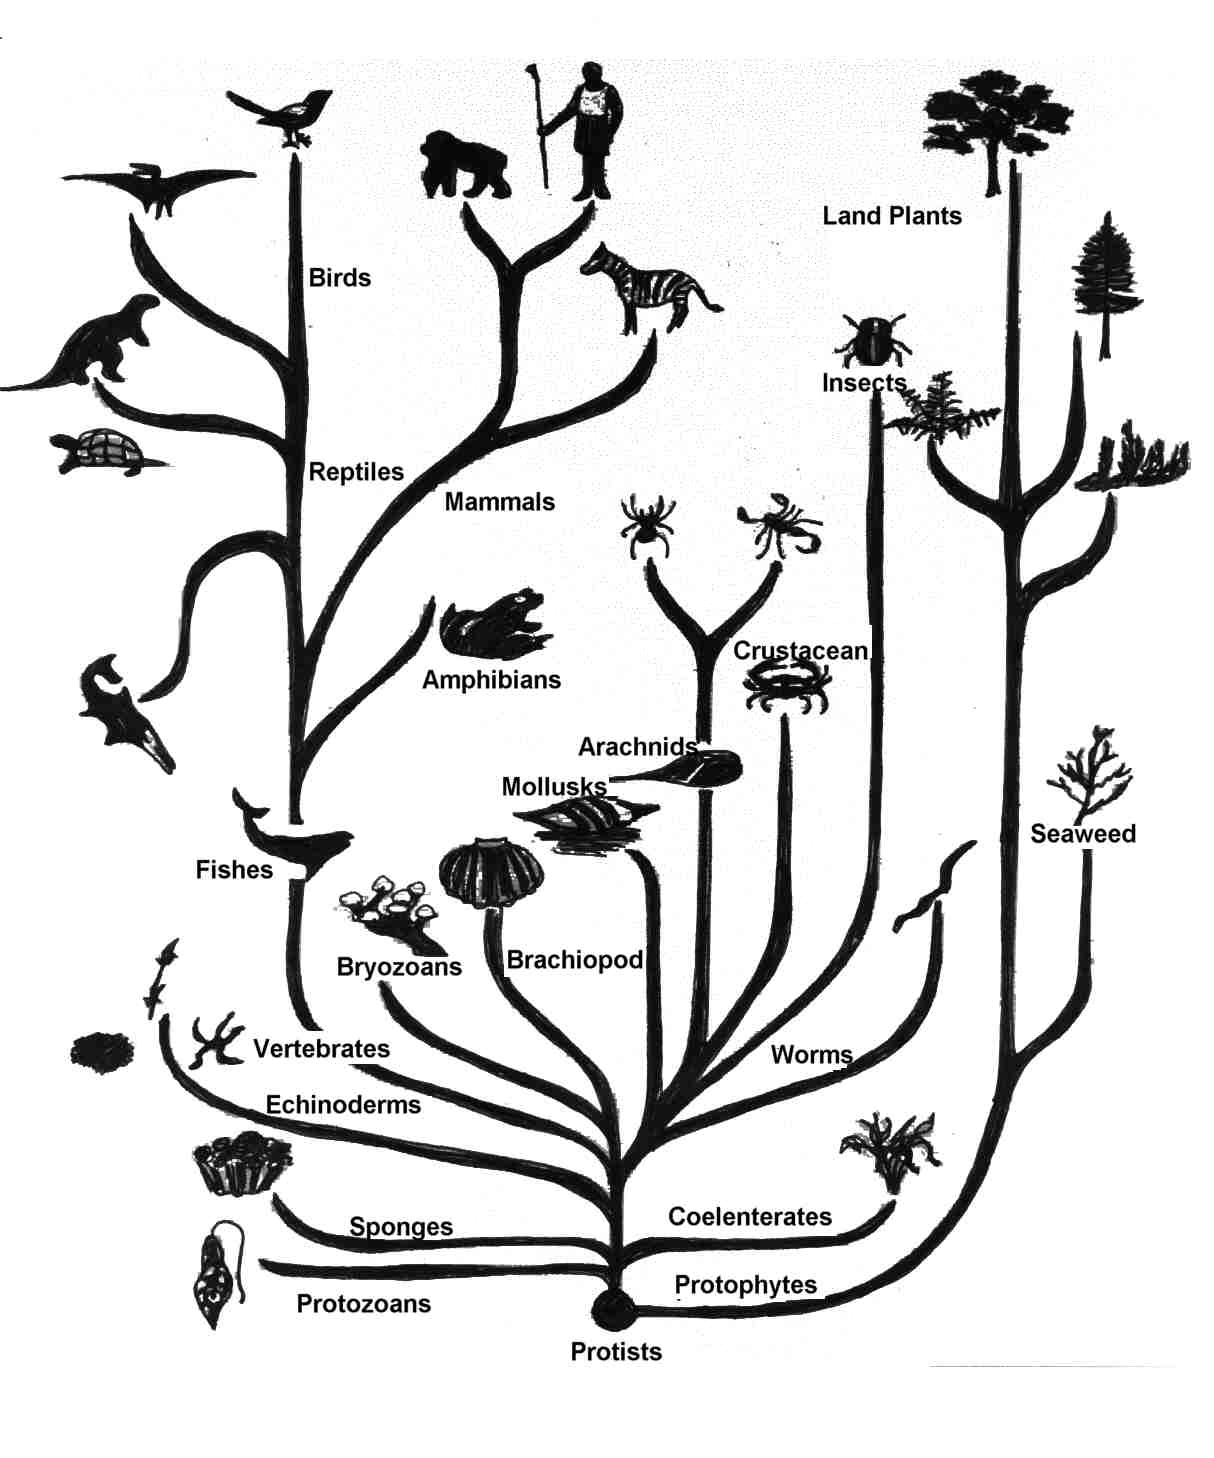 Land Plants
Birds
Insects
Reptiles
Mammals
Crustacean
Amphibians
Arachnids
Mollusks
Seaweed
Fishes
Brachiopod
Bryozoans
Vertebrates
Worms
Echinoderms
Coelenterates
Sponges
Protophytes
Protozoans
Protists